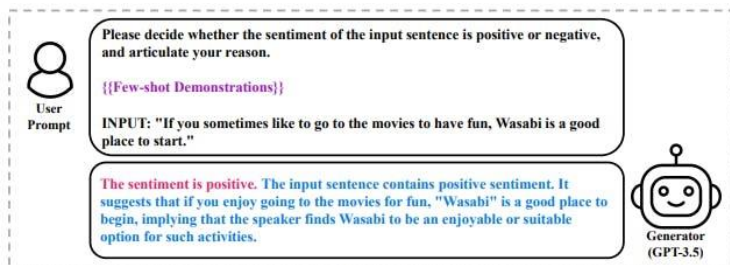 Please decide whether the sentiment of the input sentence is positive or negative,
and articulate your reason.
{{Few-shot Demonstrations}}
User
Prompt
INPUT: "If you sometimes like to go to the movies to have fun, Wasabi is a good
place to start."
The sentiment is positive. The input sentence contains positive sentiment. It
suggests that if you enjoy going to the movies for fun, "Wasabi" is a good place to
begin, implying that the speaker finds Wasabi to be an enjoyable or suitable
option for such activities.
Generator
(GPT-3.5)